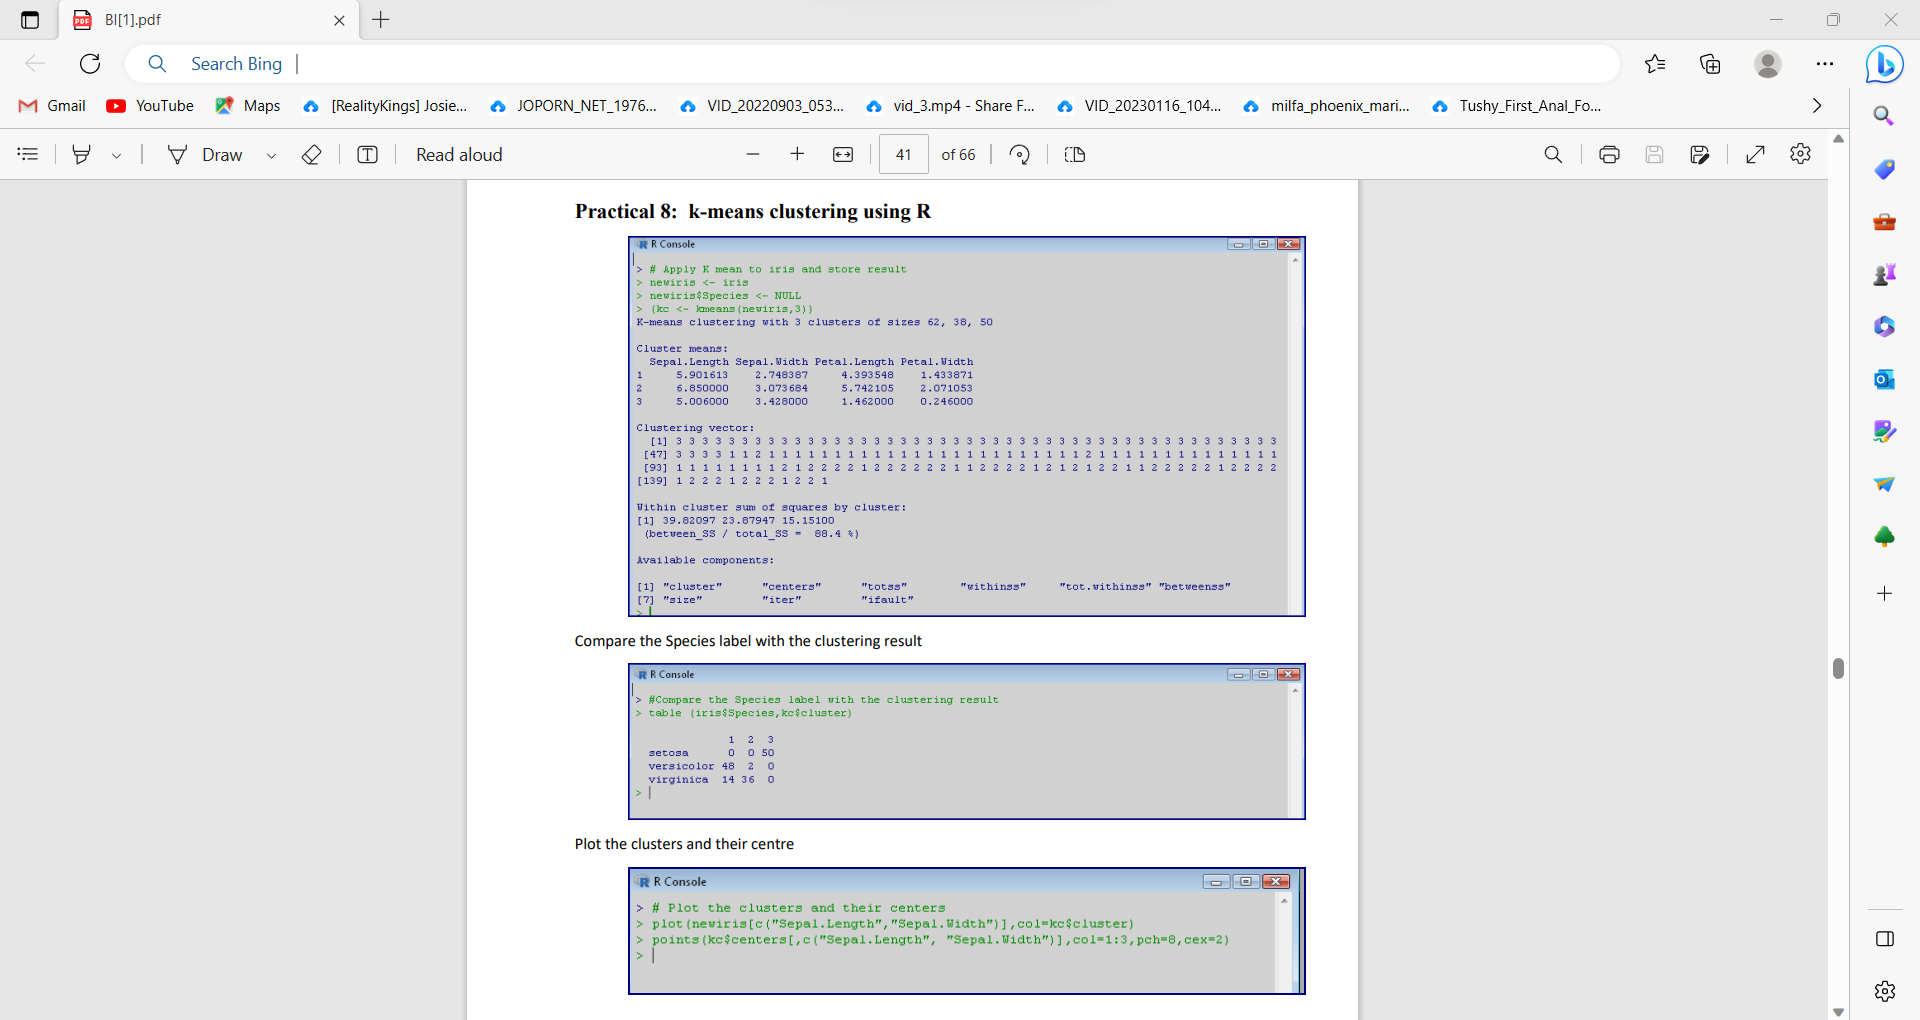 BI[1].pdf
Search Bing
Gmail
YouTube
Maps
[RealityKings] Josie...
JOPORN_NET_1976...
VID_20220903_053...
vid_3.mp4 - Share F...
VID_20230116_104...
milfa_phoenix_mari...
Tushy_First_Anal_Fo...
Draw
Read aloud
41 of 66
Practical 8: k-means clustering using R
R Console
> # Apply K mean to iris and store result
> newiris <- iris
> newiris$Species <- NULL
> (kc <- kmeans(newiris,3))
K-means clustering with 3 clusters of sizes 62, 38, 50
Cluster means:
Sepal.Length Sepal.Width Petal.Length Petal.Width
1 5.901613 2.748387 4.393548 1.433871
2 6.850000 3.073684 5.742105 2.071053
3 5.006000 3.428000 1.462000 0.246000
Clustering vector:
[1] 3 3 3 3 3 3 3 3 3 3 3 3 3 3 3 3 3 3 3 3 3 3 3 3 3 3 3 3 3 3 3 3 3 3 3 3 3 3 3 3 3 3 3 3 3 3
[47] 3 3 3 3 1 1 2 1 1 1 1 1 1 1 1 1 1 1 1 1 1 1 1 1 1 1 1 1 1 1 1 2 1 1 1 1 1 1 1 1 1 1 1 1 1 1
[93] 1 1 1 1 1 1 1 1 2 1 2 2 2 2 1 2 2 2 2 2 2 1 1 2 2 2 2 1 2 1 2 1 2 2 1 1 2 2 2 2 2 1 2 2 2 2
[139] 1 2 2 2 1 2 2 2 1 2 2 1
Within cluster sum of squares by cluster:
[1] 39.82097 23.87947 15.15100
(between_SS / total_SS = 88.4 %)
Available components:
[1] "cluster" "centers" "totss" "withinss" "tot.withinss" "betweenss"
[7] "size" "iter" "ifault"
>
Compare the Species label with the clustering result
R Console
> #Compare the Species label with the clustering result
> table (iris$Species,kc$cluster)
1 2 3
setosa 0 0 50
versicolor 48 2 0
virginica 14 36 0
>
Plot the clusters and their centre
R Console
> # Plot the clusters and their centers
> plot(newiris[c("Sepal.Length","Sepal.Width")],col=kc$cluster)
> points(kc$centers[,c("Sepal.Length", "Sepal.Width")],col=1:3,pch=8,cex=2)
>